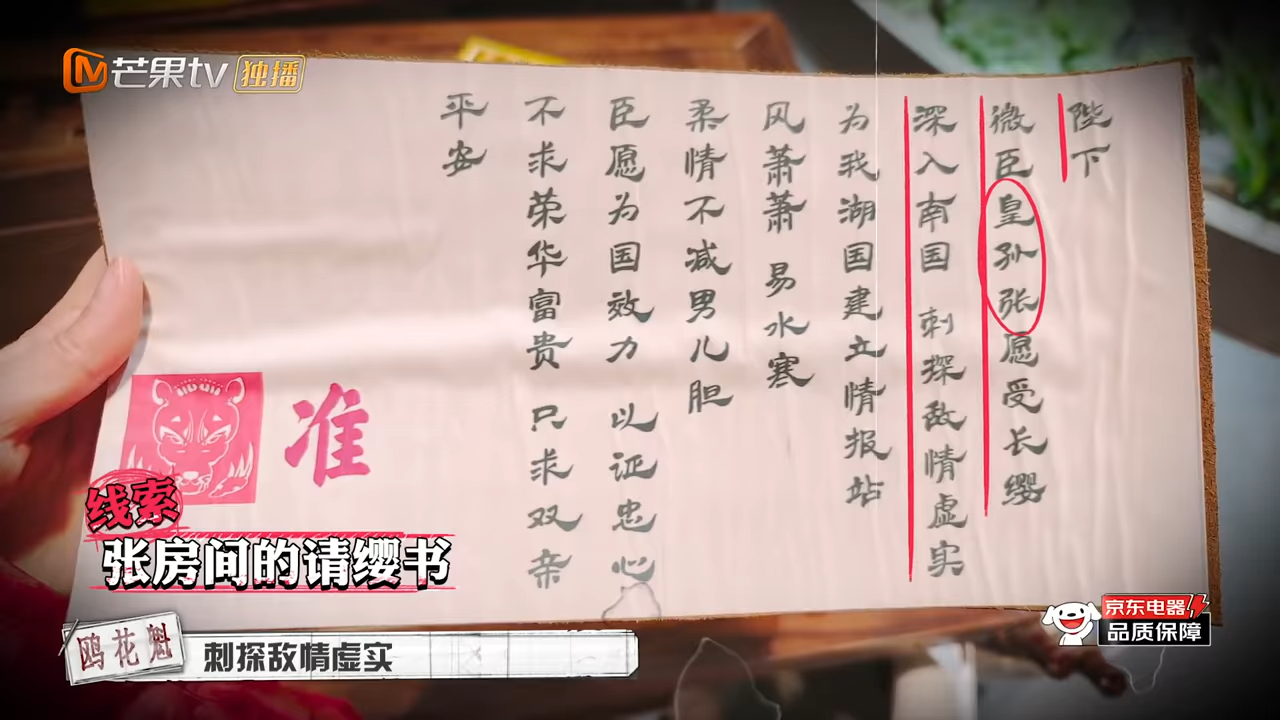 芒果tv 独播
陛下
微臣皇孙张愿受长缨
深入南国 刺探敌情虚实
为我湖国建立情报站
风萧萧 易水寒
柔情不减男儿胆
臣愿为国效力 以证忠心
不求荣华富贵 只求双亲
平安
准
线索
张房间的请缨书
鸥花魁
刺探敌情虚实
京东电器
品质保障